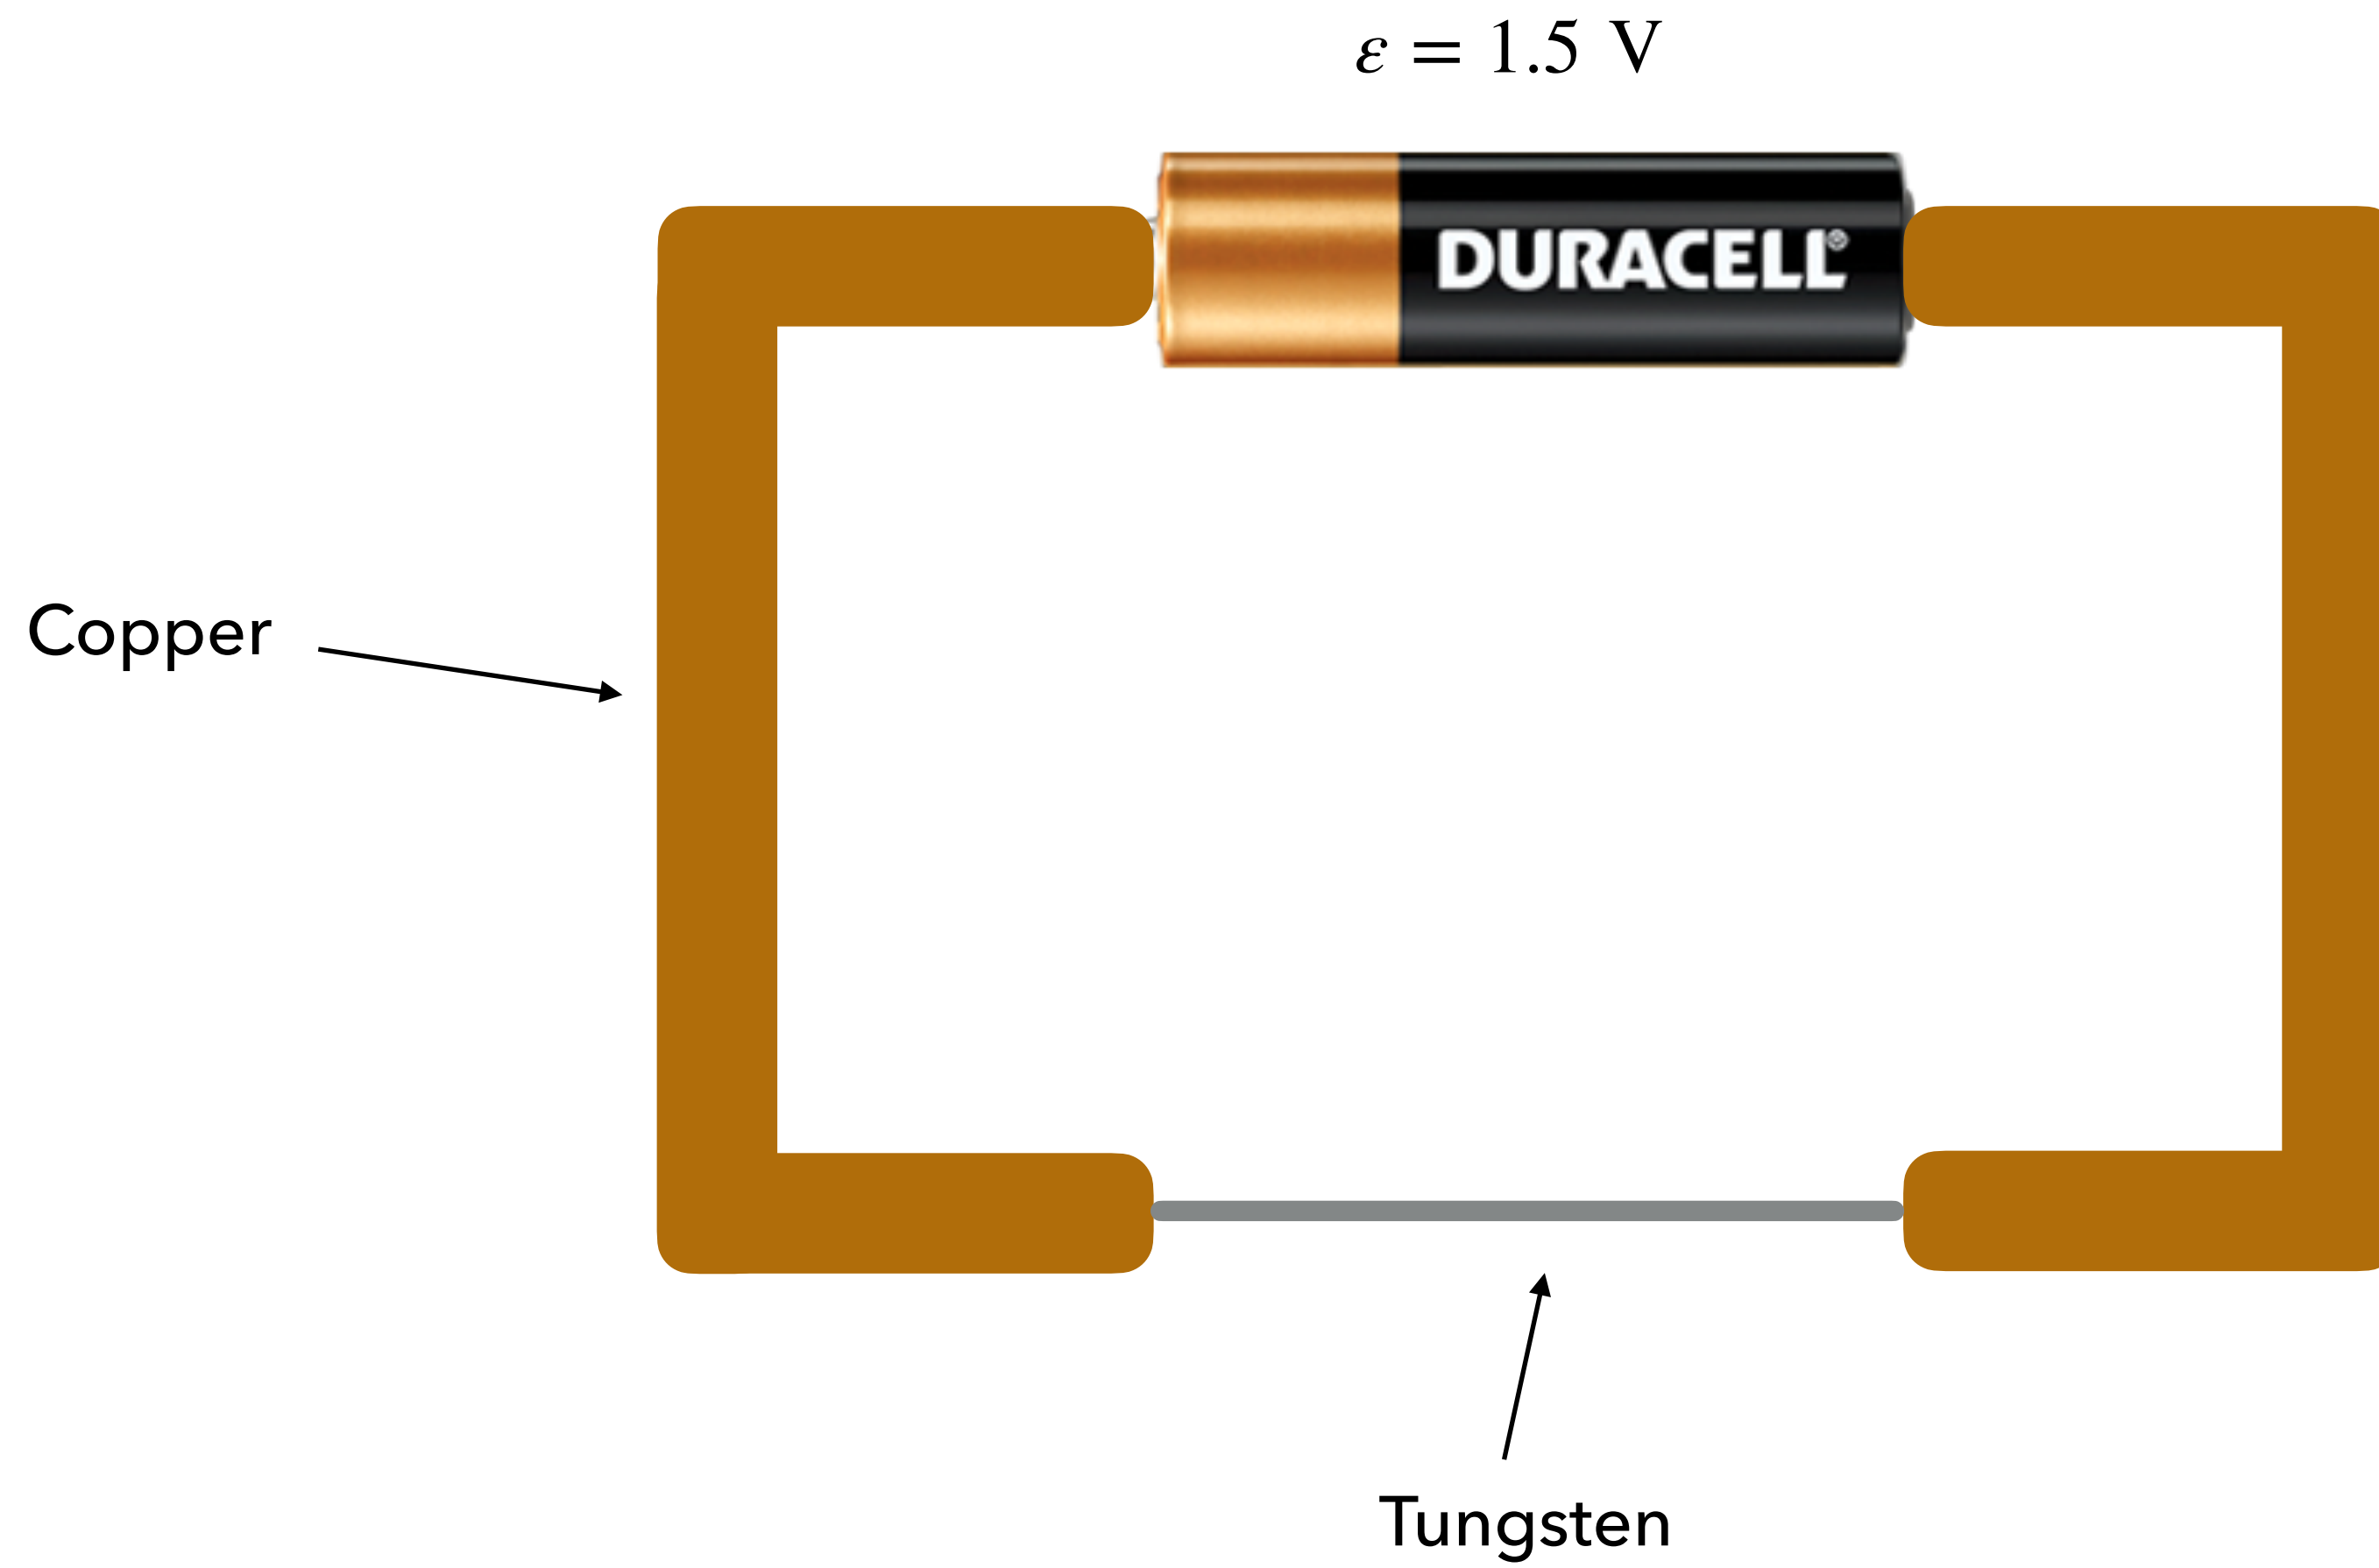 ε = 1.5 V
DURACELL®
Copper
Tungsten